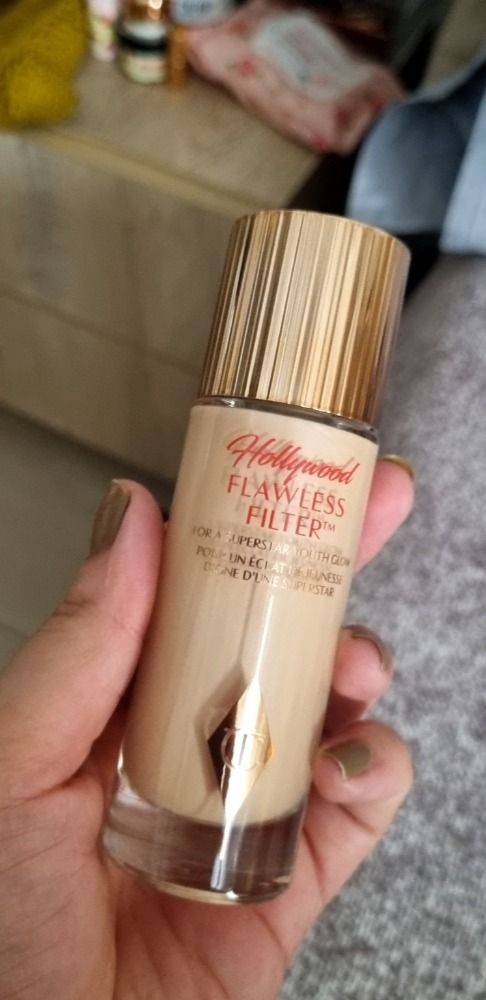 Hollywood
FLAWLESS
FILTER™
FOR A SUPERSTAR YOUTH GLOW
POUR UN ÉCLAT DE JEUNESSE
DIGNE D'UNE SUPERSTAR